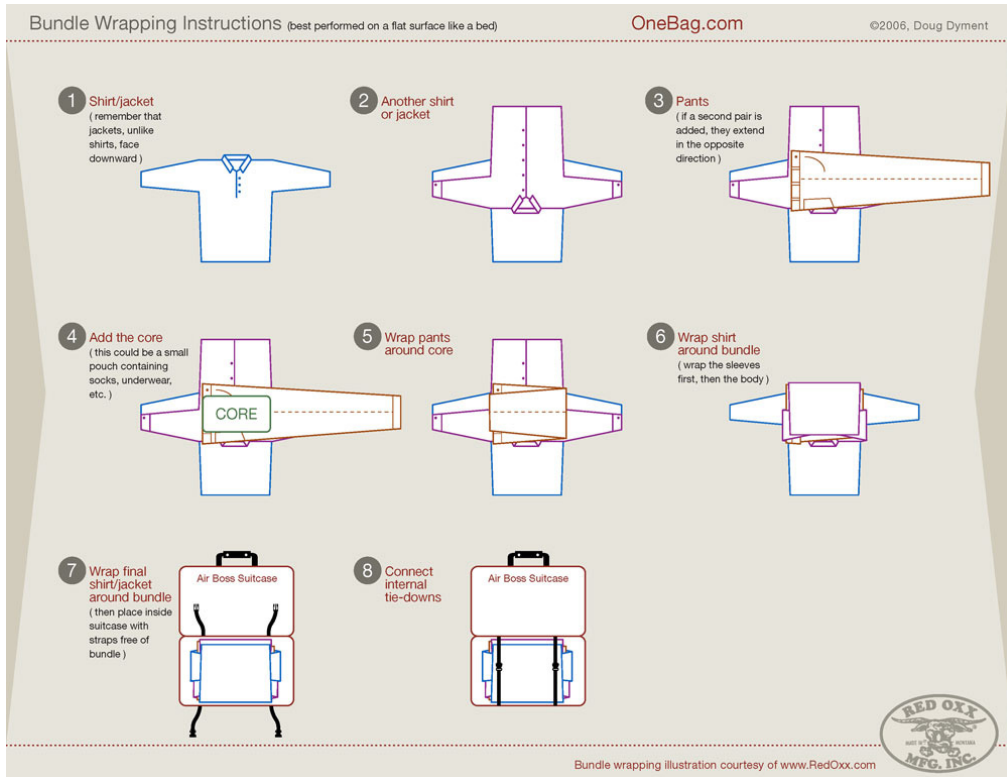 Bundle Wrapping Instructions (best performed on a flat surface like a bed)
OneBag.com
©2006, Doug Dyment
1 Shirt/jacket
( remember that
jackets, unlike
shirts, face
downward )
2 Another shirt
or jacket
3 Pants
( if a second pair is
added, they extend
in the opposite
direction )
4 Add the core
( this could be a small
pouch containing
socks, underwear,
etc. )
CORE
5 Wrap pants
around core
6 Wrap shirt
around bundle
( wrap the sleeves
first, then the body )
7 Wrap final
shirt/jacket
around bundle
( then place inside
suitcase with
straps free of
bundle )
Air Boss Suitcase
8 Connect
internal
tie-downs
Air Boss Suitcase
RED OXX
MADE IN MONTANA
MFG. INC.
Bundle wrapping illustration courtesy of www.RedOxx.com